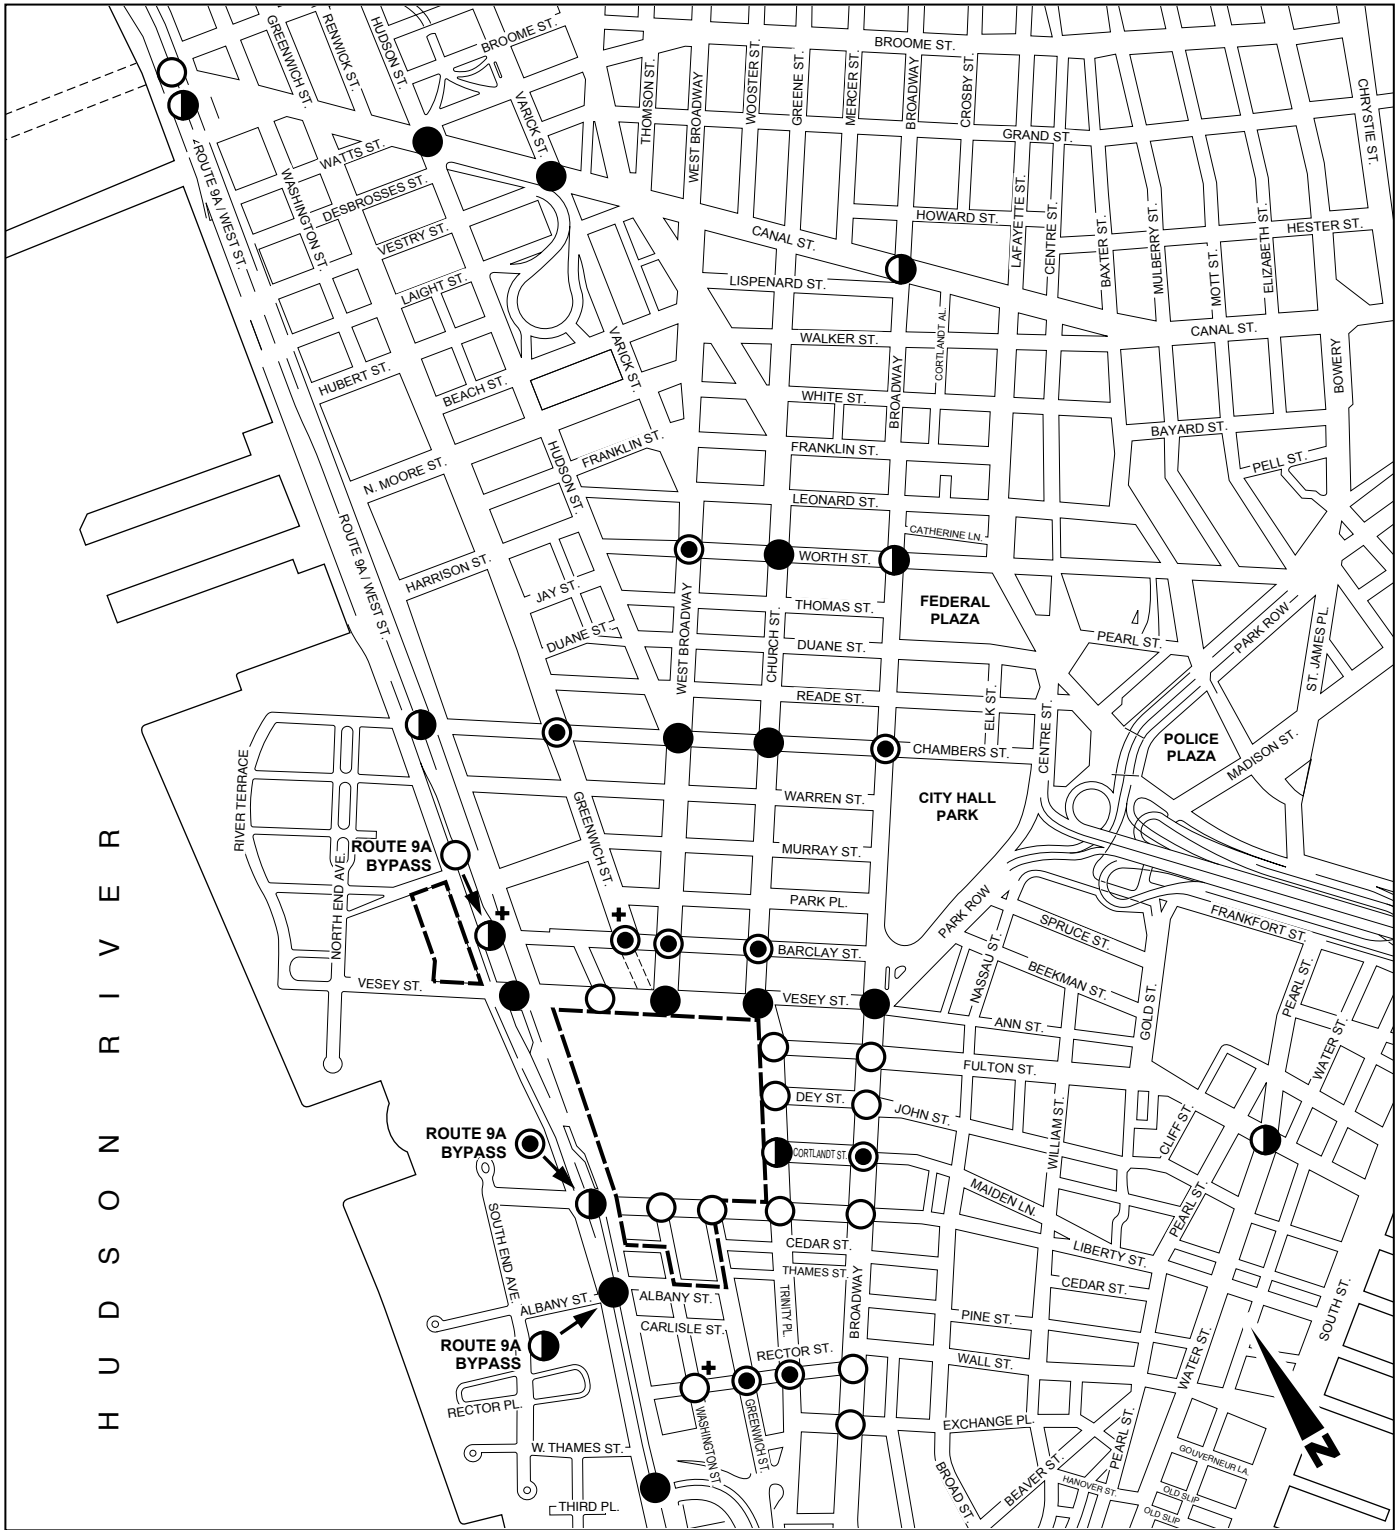 BROOME ST.
GREENWICH ST.
RENWICK ST.
HUDSON ST.
BROOME ST.
VARICK ST.
THOMSON ST.
WEST BROADWAY
WOOSTER ST.
GREENE ST.
MERCER ST.
BROADWAY
CROSBY ST.
GRAND ST.
CHRYSTIE ST.
ROUTE 9A / WEST ST.
WATTS ST.
WASHINGTON ST.
DESBROSSES ST.
VESTRY ST.
LAIGHT ST.
CANAL ST.
HOWARD ST.
LAFAYETTE ST.
CENTRE ST.
BAXTER ST.
MULBERRY ST.
MOTT ST.
ELIZABETH ST.
HESTER ST.
LISPENARD ST.
CORTLANDT AL.
CANAL ST.
WALKER ST.
HUBERT ST.
BEACH ST.
VARICK ST.
BROADWAY
BOWERY
WHITE ST.
BAYARD ST.
FRANKLIN ST.
FRANKLIN ST.
PELL ST.
N. MOORE ST.
HUDSON ST.
LEONARD ST.
CATHERINE LN.
ROUTE 9A / WEST ST.
HARRISON ST.
WORTH ST.
JAY ST.
THOMAS ST.
FEDERAL
PLAZA
DUANE ST.
WEST BROADWAY
CHURCH ST.
DUANE ST.
PEARL ST.
PARK ROW
ST. JAMES PL.
READE ST.
ELK ST.
CENTRE ST.
CHAMBERS ST.
POLICE
PLAZA
MADISON ST.
RIVER TERRACE
GREENWICH ST.
WARREN ST.
CITY HALL
PARK
HUDSON RIVER
ROUTE 9A
BYPASS
NORTH END AVE.
MURRAY ST.
PARK PL.
PARK ROW
SPRUCE ST.
FRANKFORT ST.
BARCLAY ST.
NASSAU ST.
BEEKMAN ST.
GOLD ST.
PEARL ST.
VESEY ST.
VESEY ST.
ANN ST.
WATER ST.
FULTON ST.
DEY ST.
JOHN ST.
WILLIAM ST.
CLIFF ST.
ROUTE 9A
BYPASS
CORTLANDT ST.
MAIDEN LN.
PEARL ST.
SOUTH END AVE.
CEDAR ST.
LIBERTY ST.
THAMES ST.
CEDAR ST.
ALBANY ST.
ALBANY ST.
TRINITY PL.
BROADWAY
PINE ST.
SOUTH ST.
CARLISLE ST.
ROUTE 9A
BYPASS
RECTOR ST.
WALL ST.
WATER ST.
RECTOR PL.
WASHINGTON ST
GREENWICH ST.
EXCHANGE PL.
PEARL ST.
W. THAMES ST.
BROAD ST.
BEAVER ST.
GOUVERNEUR LA.
HANOVER ST.
OLD SLIP
OLD SLIP
THIRD PL.
N